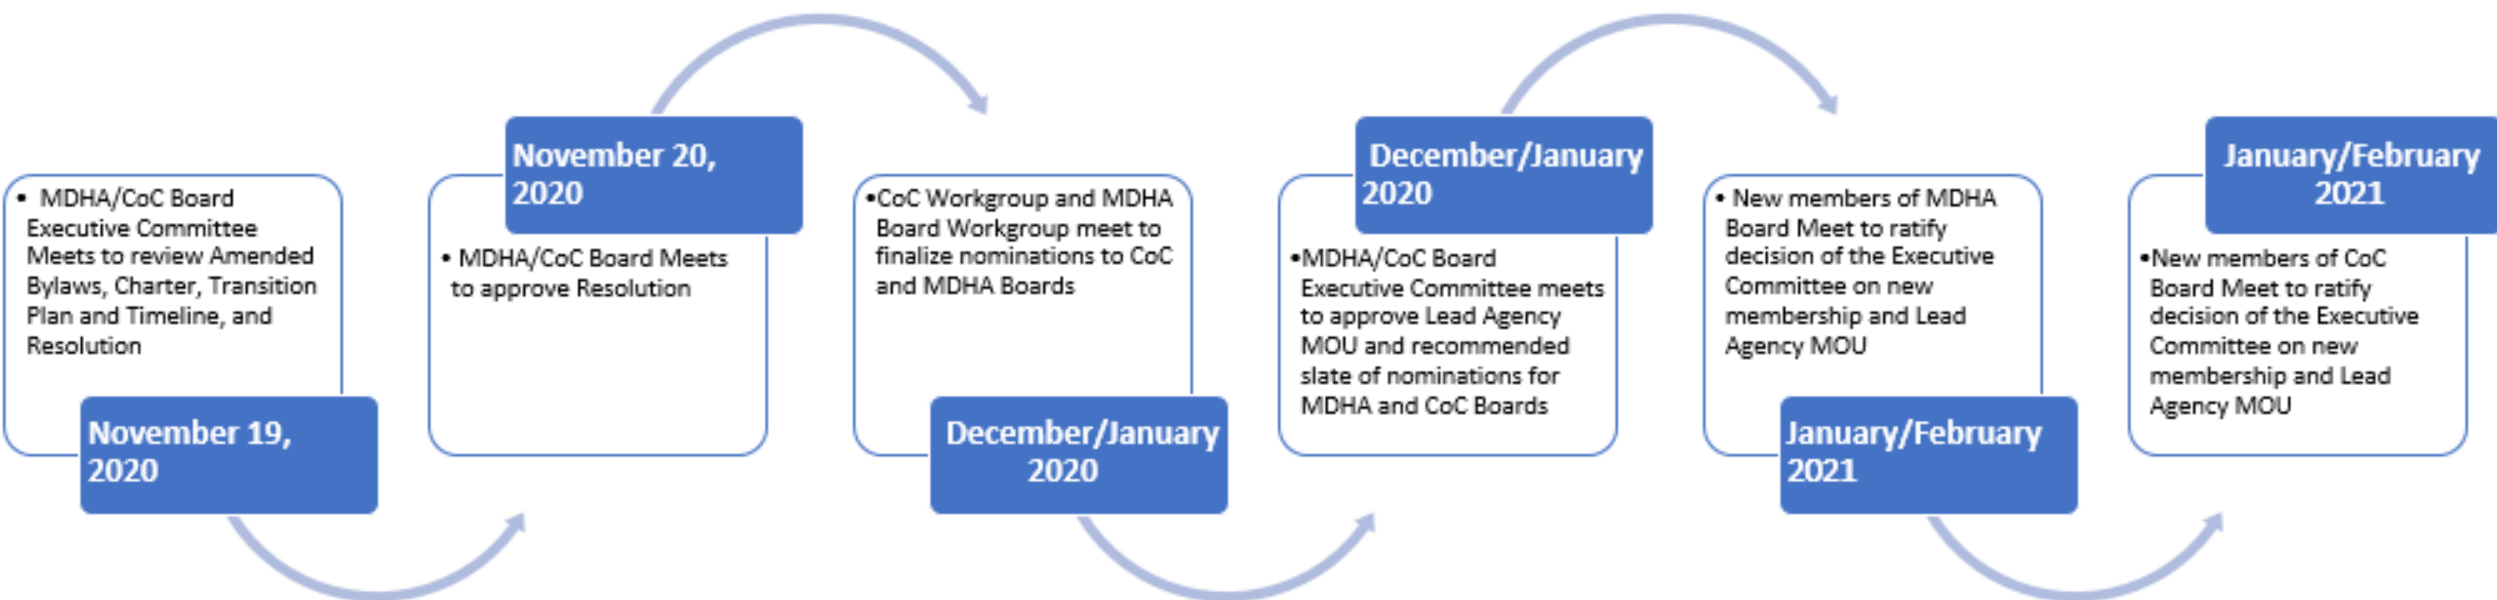 • MDHA/CoC Board
Executive Committee
Meets to review Amended
Bylaws, Charter, Transition
Plan and Timeline, and
Resolution
November 19,
2020
November 20,
2020
• MDHA/CoC Board Meets
to approve Resolution
•CoC Workgroup and MDHA
Board Workgroup meet to
finalize nominations to CoC
and MDHA Boards
December/January
2020
December/January
2020
•MDHA/CoC Board
Executive Committee meets
to approve Lead Agency
MOU and recommended
slate of nominations for
MDHA and CoC Boards
• New members of MDHA
Board Meet to ratify
decision of the Executive
Committee on new
membership and Lead
Agency MOU
January/February
2021
January/February
2021
•New members of CoC
Board Meet to ratify
decision of the Executive
Committee on new
membership and Lead
Agency MOU